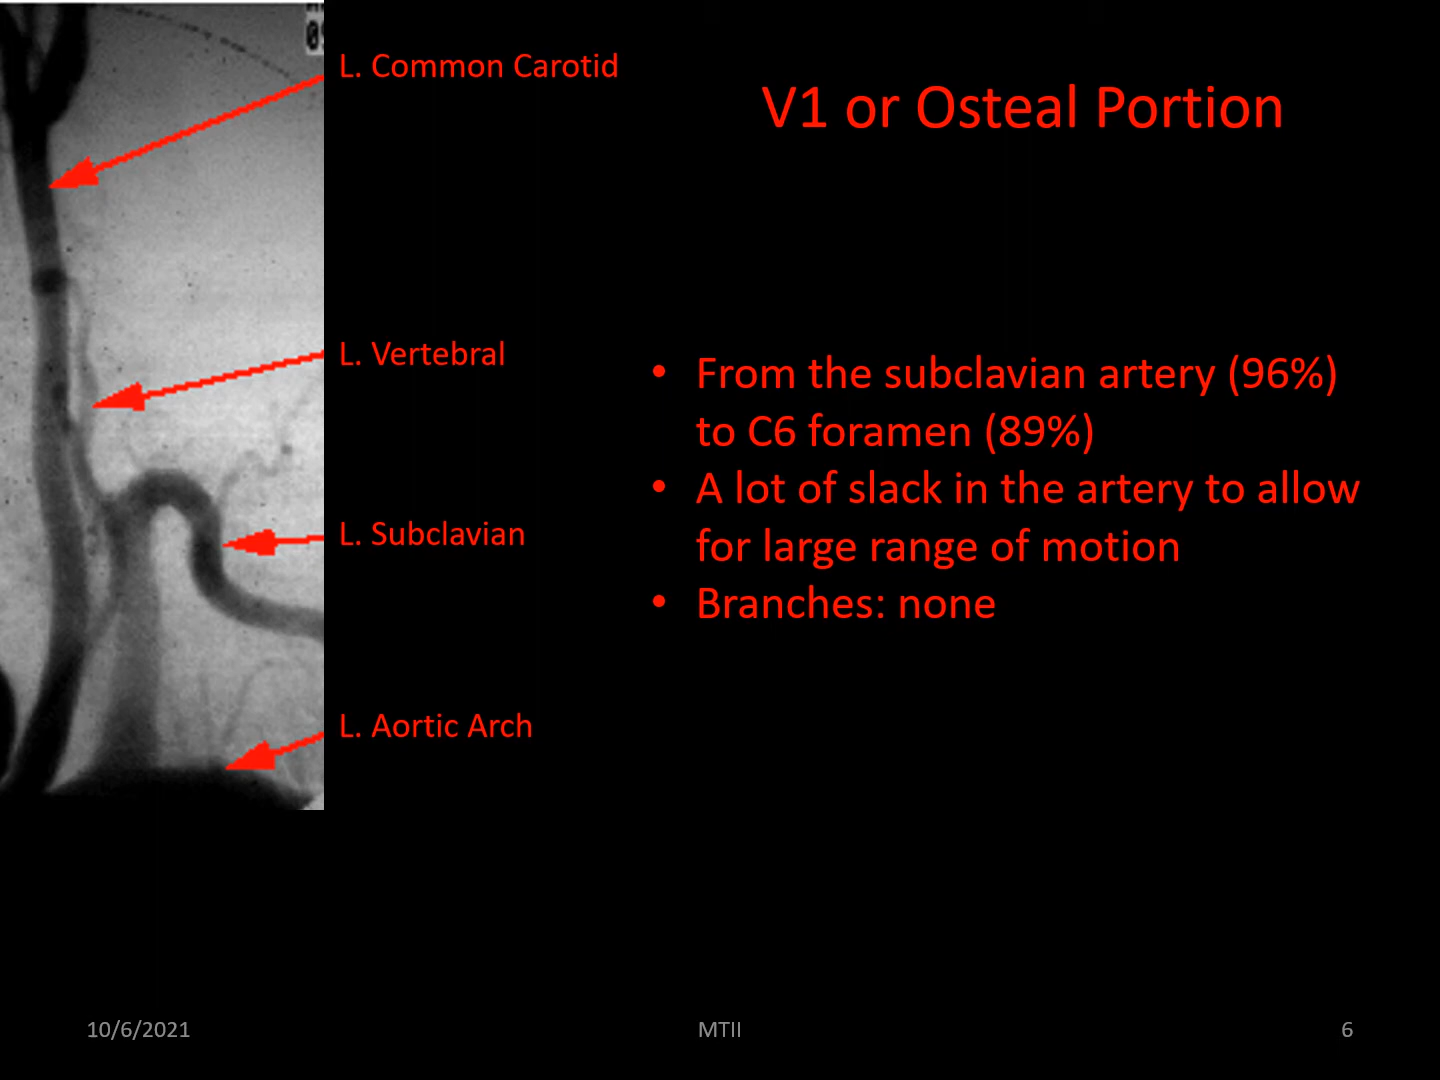 L. Common Carotid
V1 or Osteal Portion
L. Vertebral
L. Subclavian
L. Aortic Arch
• From the subclavian artery (96%)
to C6 foramen (89%)
• A lot of slack in the artery to allow
for large range of motion
• Branches: none
10/6/2021
MTII
6